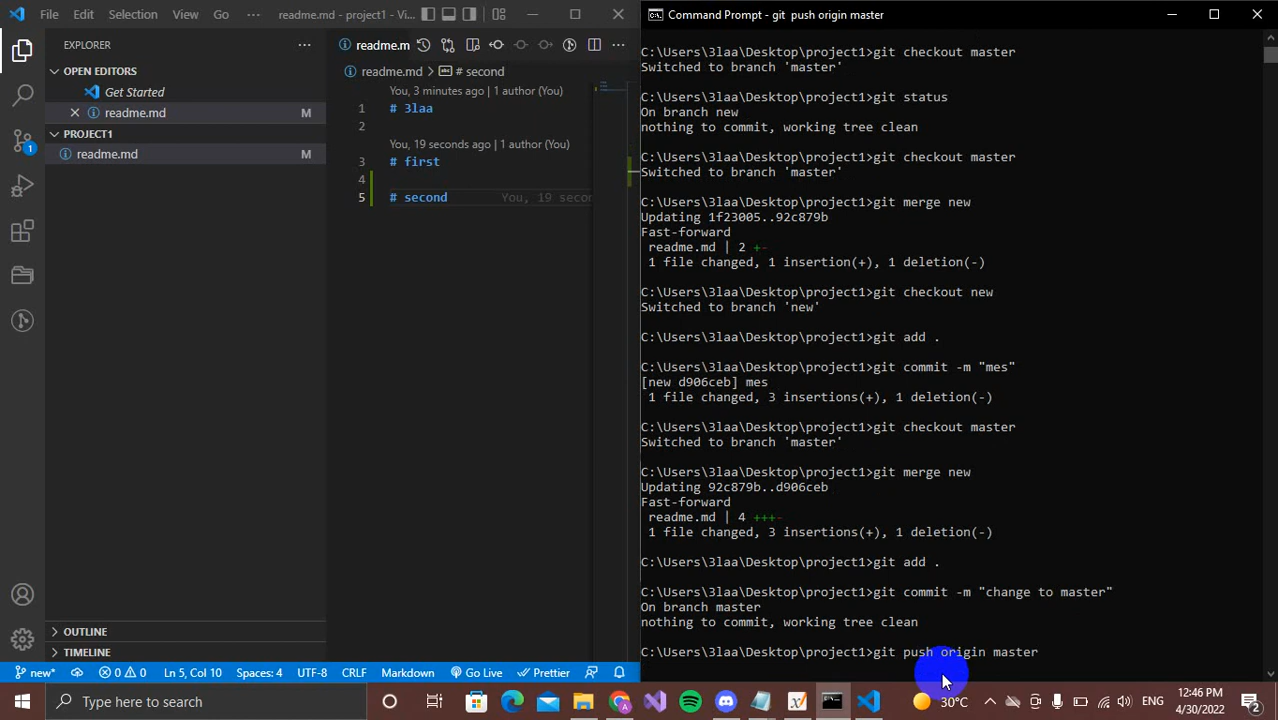 File Edit Selection View Go ··· readme.md - project1 - Vi...
EXPLORER ···
OPEN EDITORS
Get Started
readme.md M
PROJECT1
readme.md M
OUTLINE
TIMELINE
readme.m ···
readme.md > # second
You, 3 minutes ago | 1 author (You)
1 # 3laa
2
You, 19 seconds ago | 1 author (You)
3 # first
4
5 # second You, 19 secon
new* 0 0 Ln 5, Col 10 Spaces: 4 UTF-8 CRLF Markdown Go Live Prettier
Command Prompt - git push origin master
C:\Users\3laa\Desktop\project1>git checkout master
Switched to branch 'master'
C:\Users\3laa\Desktop\project1>git status
On branch new
nothing to commit, working tree clean
C:\Users\3laa\Desktop\project1>git checkout master
Switched to branch 'master'
C:\Users\3laa\Desktop\project1>git merge new
Updating 1f23005..92c879b
Fast-forward
readme.md | 2 +-
1 file changed, 1 insertion(+), 1 deletion(-)
C:\Users\3laa\Desktop\project1>git checkout new
Switched to branch 'new'
C:\Users\3laa\Desktop\project1>git add .
C:\Users\3laa\Desktop\project1>git commit -m "mes"
[new d906ceb] mes
1 file changed, 3 insertions(+), 1 deletion(-)
C:\Users\3laa\Desktop\project1>git checkout master
Switched to branch 'master'
C:\Users\3laa\Desktop\project1>git merge new
Updating 92c879b..d906ceb
Fast-forward
readme.md | 4 +++-
1 file changed, 3 insertions(+), 1 deletion(-)
C:\Users\3laa\Desktop\project1>git add .
C:\Users\3laa\Desktop\project1>git commit -m "change to master"
On branch master
nothing to commit, working tree clean
C:\Users\3laa\Desktop\project1>git push origin master
Type here to search 30°C ENG 12:46 PM
4/30/2022 2